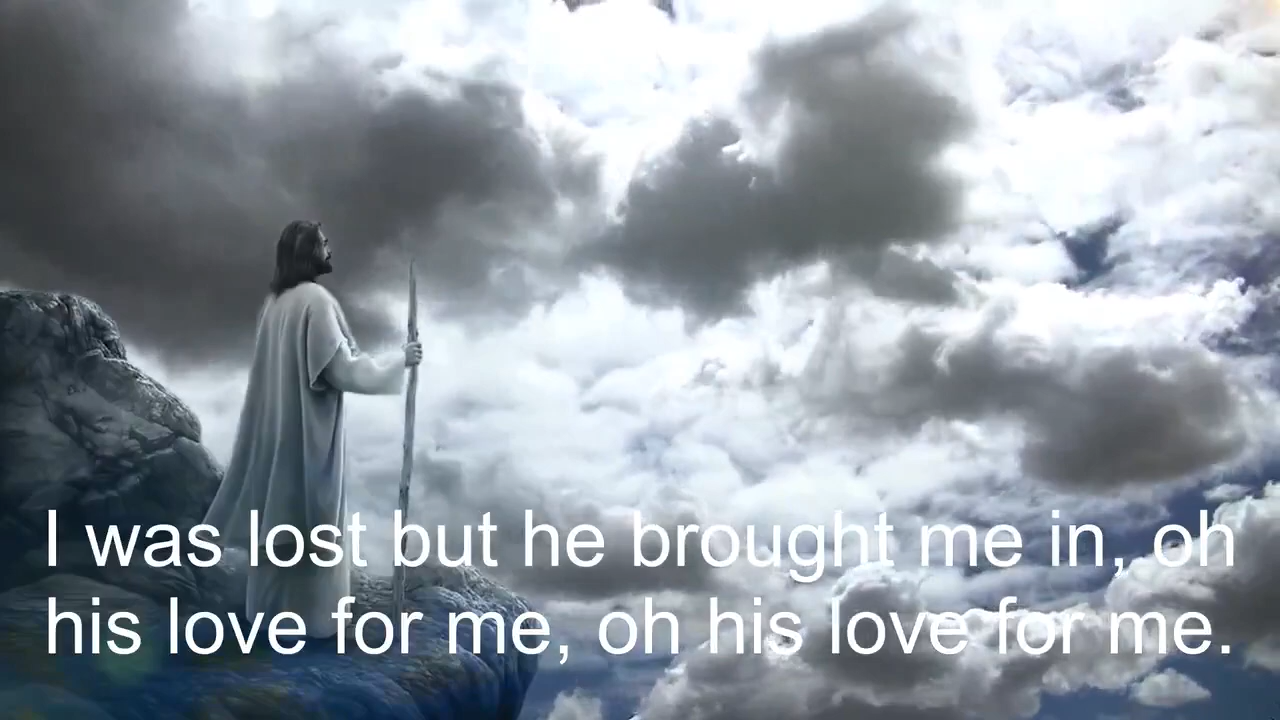 I was lost but he brought me in, oh
his love for me, oh his love for me.